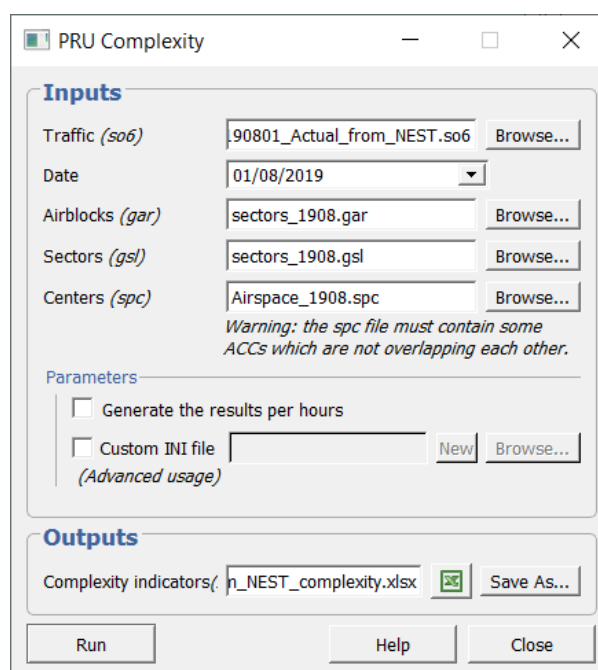 PRU Complexity
Inputs
Traffic (so6) .90801_Actual_from_NEST.so6 Browse...
Date 01/08/2019
Airblocks (gar) sectors_1908.gar Browse...
Sectors (gsl) sectors_1908.gsl Browse...
Centers (spc) Airspace_1908.spc Browse...
Warning: the spc file must contain some
ACCs which are not overlapping each other.
Parameters
Generate the results per hours
Custom INI file New Browse...
(Advanced usage)
Outputs
Complexity indicators(. n_NEST_complexity.xlsx Save As...
Run Help Close